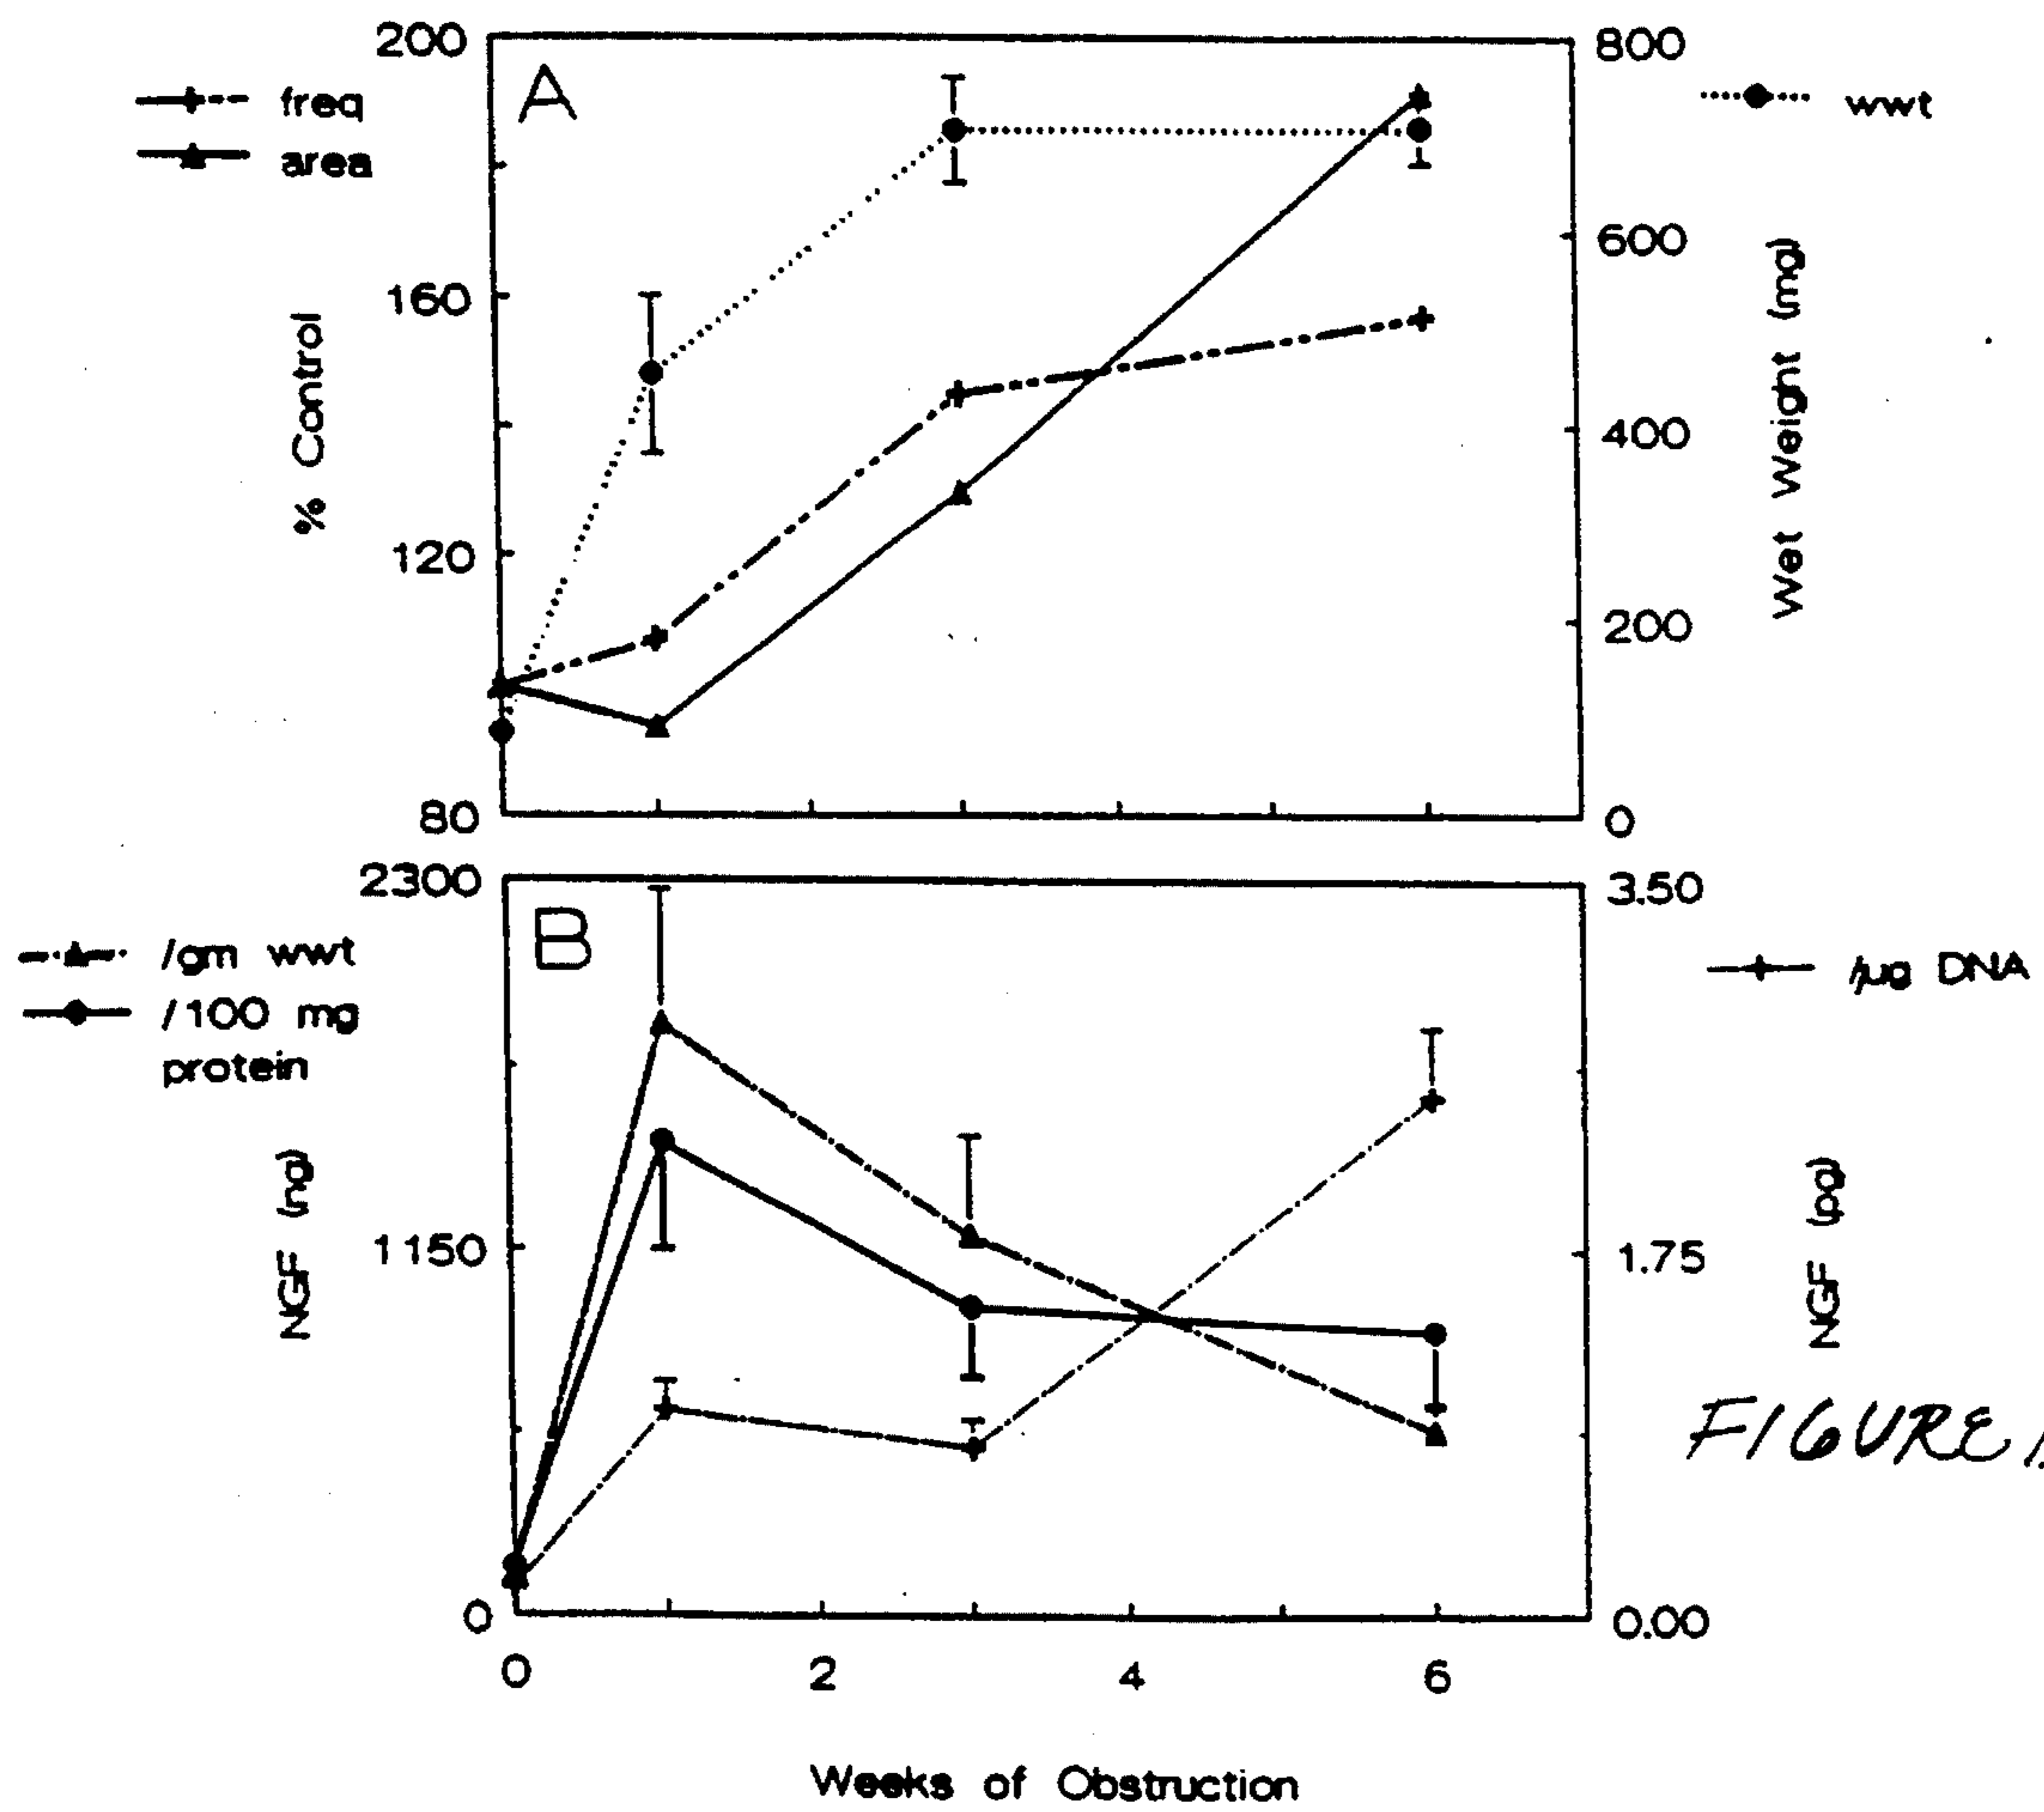 200
A
800
freq
area
wwt
160
120
80
% Control
600
400
200
0
Wet Weight (mg)
2300
B
3.50
/gm wwt
/100 mg
protein
/µg DNA
NGF (ng)
1150
0
1.75
0.00
NGF (pg)
FIGURE
0 2 4 6
Weeks of Obstruction